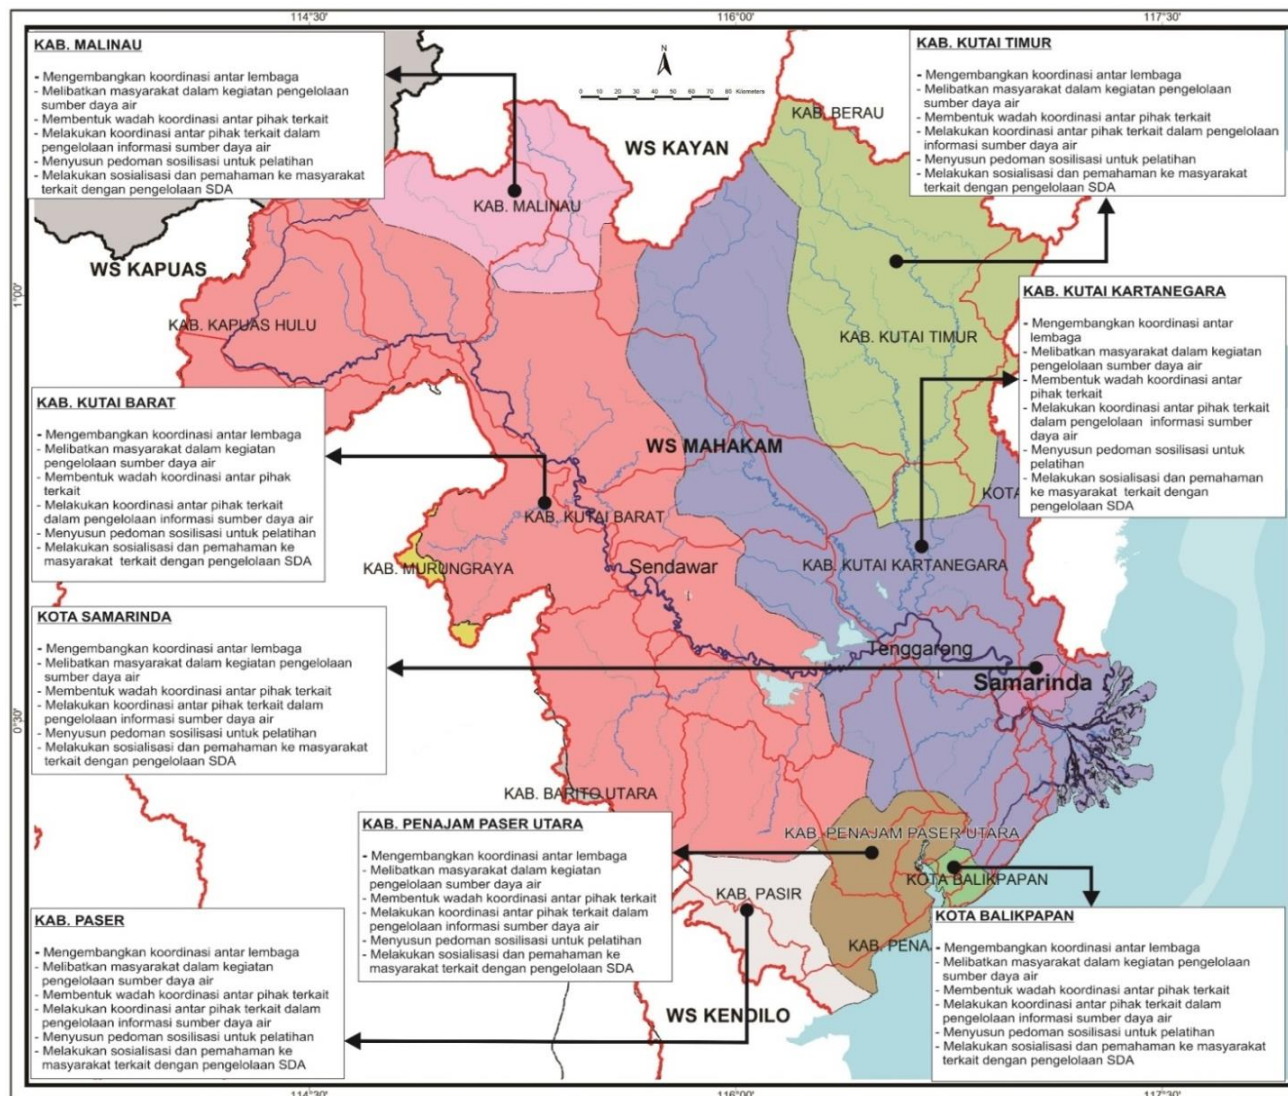 114°30'
116°00'
117°30'
KAB. MALINAU
- Mengembangkan koordinasi antar lembaga
- Melibatkan masyarakat dalam kegiatan pengelolaan
sumber daya air
- Membentuk wadah koordinasi antar pihak terkait
- Melakukan koordinasi antar pihak terkait dalam
pengelolaan informasi sumber daya air
- Menyusun pedoman sosilisasi untuk pelatihan
- Melakukan sosialisasi dan pemahaman ke masyarakat
terkait dengan pengelolaan SDA
N
0 10 20 30 40 50 60 70 80 Kilometers
KAB. KUTAI TIMUR
- Mengembangkan koordinasi antar lembaga
- Melibatkan masyarakat dalam kegiatan pengelolaan
sumber daya air
- Membentuk wadah koordinasi antar pihak terkait
- Melakukan koordinasi antar pihak terkait dalam pengelolaan
informasi sumber daya air
- Menyusun pedoman sosilisasi untuk pelatihan
- Melakukan sosialisasi dan pemahaman ke masyarakat
terkait dengan pengelolaan SDA
KAB. BERAU
WS KAYAN
KAB. MALINAU
WS KAPUAS
1°00'
KAB. KAPUAS HULU
KAB. KUTAI TIMUR
KAB. KUTAI KARTANEGARA
- Mengembangkan koordinasi antar
lembaga
- Melibatkan masyarakat dalam kegiatan
pengelolaan sumber daya air
- Membentuk wadah koordinasi antar
pihak terkait
- Melakukan koordinasi antar pihak terkait
dalam pengelolaan informasi sumber
daya air
- Menyusun pedoman sosilisasi untuk
pelatihan
- Melakukan sosialisasi dan pemahaman
ke masyarakat terkait dengan
pengelolaan SDA
KAB. KUTAI BARAT
- Mengembangkan koordinasi antar lembaga
- Melibatkan masyarakat dalam kegiatan
pengelolaan sumber daya air
- Membentuk wadah koordinasi antar pihak
terkait
- Melakukan koordinasi antar pihak terkait
dalam pengelolaan informasi sumber daya air
- Menyusun pedoman sosilisasi untuk pelatihan
- Melakukan sosialisasi dan pemahaman ke
masyarakat terkait dengan pengelolaan SDA
WS MAHAKAM
KOTA
KAB. KUTAI BARAT
KAB. MURUNGRAYA
Sendawar
KAB. KUTAI KARTANEGARA
KOTA SAMARINDA
- Mengembangkan koordinasi antar lembaga
- Melibatkan masyarakat dalam kegiatan pengelolaan
sumber daya air
- Membentuk wadah koordinasi antar pihak terkait
- Melakukan koordinasi antar pihak terkait dalam
pengelolaan informasi sumber daya air
- Menyusun pedoman sosilisasi untuk pelatihan
- Melakukan sosialisasi dan pemahaman ke masyarakat
terkait dengan pengelolaan SDA
Tenggarong
Samarinda
0°30'
KAB. BARITO UTARA
KAB. PENAJAM PASER UTARA
- Mengembangkan koordinasi antar lembaga
- Melibatkan masyarakat dalam kegiatan
pengelolaan sumber daya air
- Membentuk wadah koordinasi antar pihak terkait
- Melakukan koordinasi antar pihak terkait dalam
pengelolaan informasi sumber daya air
- Menyusun pedoman sosilisasi untuk pelatihan
- Melakukan sosialisasi dan pemahaman ke
masyarakat terkait dengan pengelolaan SDA
KAB. PENAJAM PASER UTARA
KOTA BALIKPAPAN
KAB. PASIR
KAB. PENA
KAB. PASER
- Mengembangkan koordinasi antar lembaga
- Melibatkan masyarakat dalam kegiatan
pengelolaan sumber daya air
- Membentuk wadah koordinasi antar pihak terkait
- Melakukan koordinasi antar pihak terkait dalam
pengelolaan informasi sumber daya air
- Menyusun pedoman sosilisasi untuk pelatihan
- Melakukan sosialisasi dan pemahaman ke
masyarakat terkait dengan pengelolaan SDA
WS KENDILO
KOTA BALIKPAPAN
- Mengembangkan koordinasi antar lembaga
- Melibatkan masyarakat dalam kegiatan pengelolaan
sumber daya air
- Membentuk wadah koordinasi antar pihak terkait
- Melakukan koordinasi antar pihak terkait dalam
pengelolaan informasi sumber daya air
- Menyusun pedoman sosilisasi untuk pelatihan
- Melakukan sosialisasi dan pemahaman ke masyarakat
terkait dengan pengelolaan SDA
114°30'
116°00'
117°30'